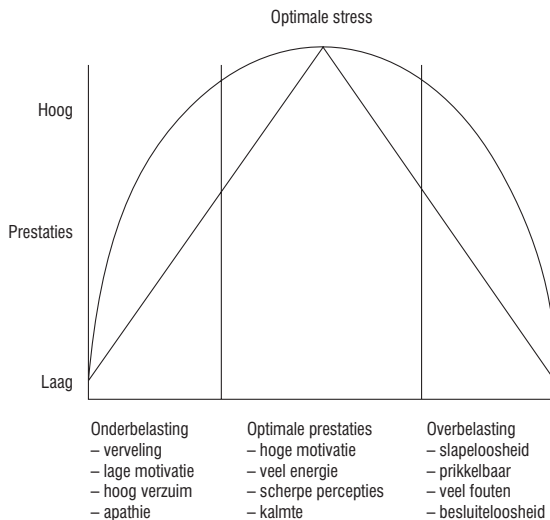 Optimale stress
Hoog
Prestaties
Laag
Onderbelasting
– verveling
– lage motivatie
– hoog verzuim
– apathie
Optimale prestaties
– hoge motivatie
– veel energie
– scherpe percepties
– kalmte
Overbelasting
– slapeloosheid
– prikkelbaar
– veel fouten
– besluiteloosheid